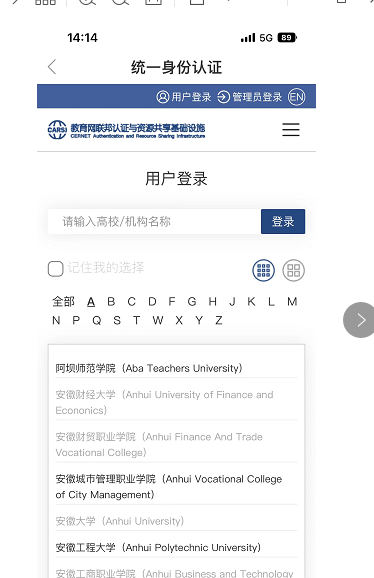 14:14
5G 89
统一身份认证
用户登录 管理员登录 EN
CARSI 教育网联邦认证与资源共享基础设施
CERNET Authentication and Resource Sharing Infrastructure
用户登录
请输入高校/机构名称 登录
记住我的选择
全部 A B C D F G H J K L M
N P Q S T W X Y Z
阿坝师范学院（Aba Teachers University）
安徽财经大学（Anhui University of Finance and
Econonics）
安徽财贸职业学院（Anhui Finance And Trade
Vocational College）
安徽城市管理职业学院（Anhui Vocational College
of City Management）
安徽大学（Anhui University）
安徽工程大学（Anhui Polytechnic University）
安徽工商职业学院（Anhui Business and Technology